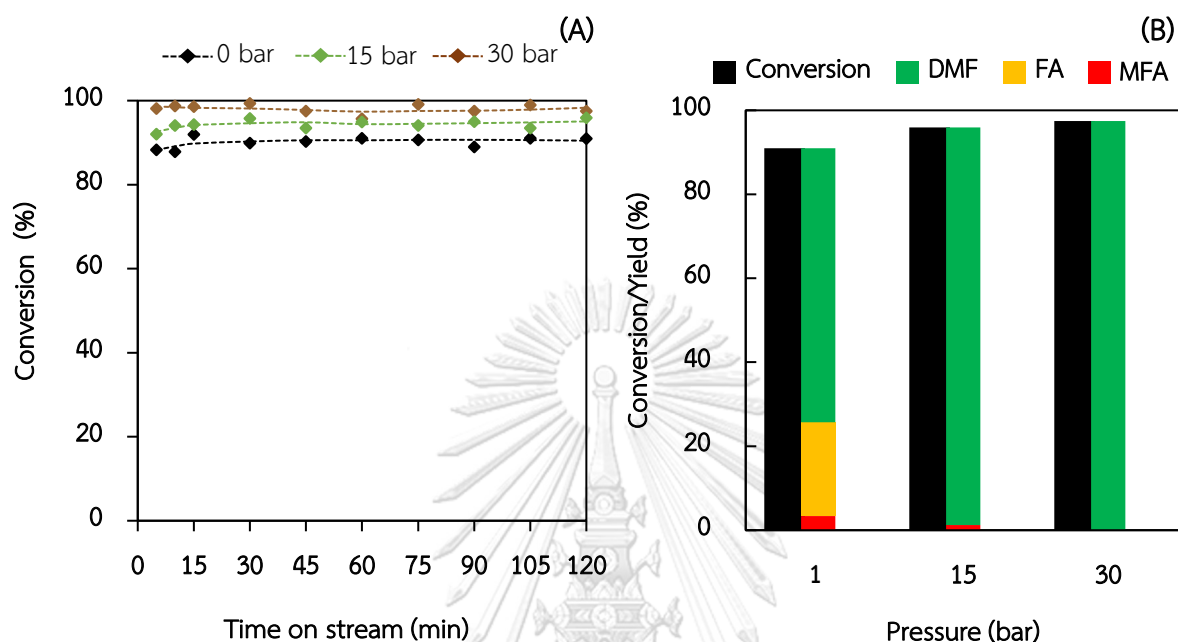 (A)
0 bar 15 bar 30 bar
100
80
60
40
20
0
0 15 30 45 60 75 90 105 120
Conversion (%)
Time on stream (min)
(B)
Conversion DMF FA MFA
100
80
60
40
20
0
1 15 30
Conversion/Yield (%)
Pressure (bar)